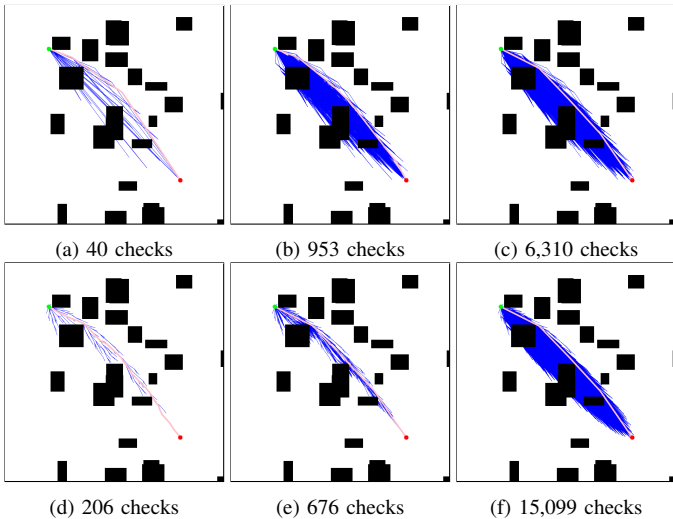 (a) 40 checks
(b) 953 checks
(c) 6,310 checks
(d) 206 checks
(e) 676 checks
(f) 15,099 checks